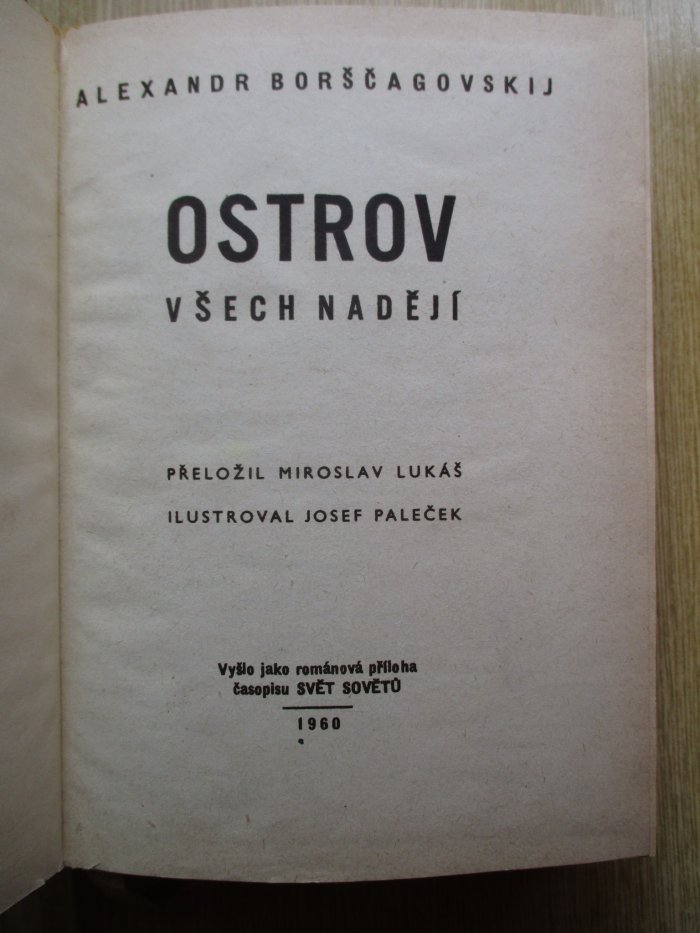 ALEXANDR BORŠČAGOVSKIJ
OSTROV
VŠECH NADĚJÍ
PŘELOŽIL MIROSLAV LUKÁŠ
ILUSTROVAL JOSEF PALEČEK
Vyšlo jako románová příloha
časopisu SVĚT SOVĚTŮ
1960